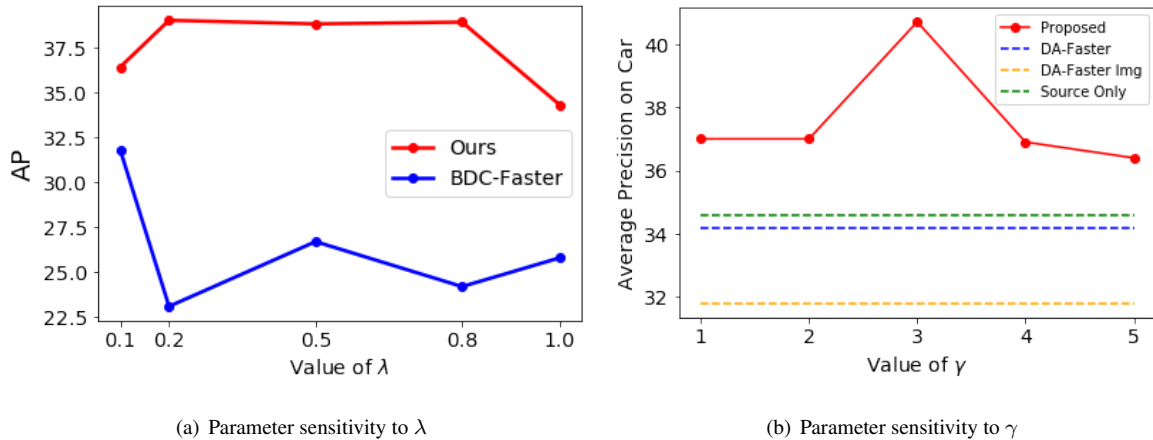 37.5
35.0
32.5
30.0
27.5
25.0
22.5
AP
Ours
BDC-Faster
0.1 0.2 0.5 0.8 1.0
Value of λ
(a) Parameter sensitivity to λ
40
38
36
34
32
Average Precision on Car
Proposed
DA-Faster
DA-Faster Img
Source Only
1 2 3 4 5
Value of γ
(b) Parameter sensitivity to γ